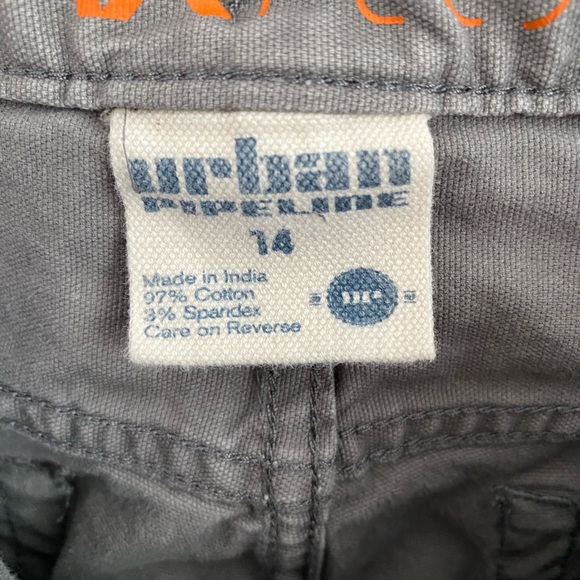 urban
PIPELINE
14
Made in India
97% Cotton
3% Spandex
Care on Reverse